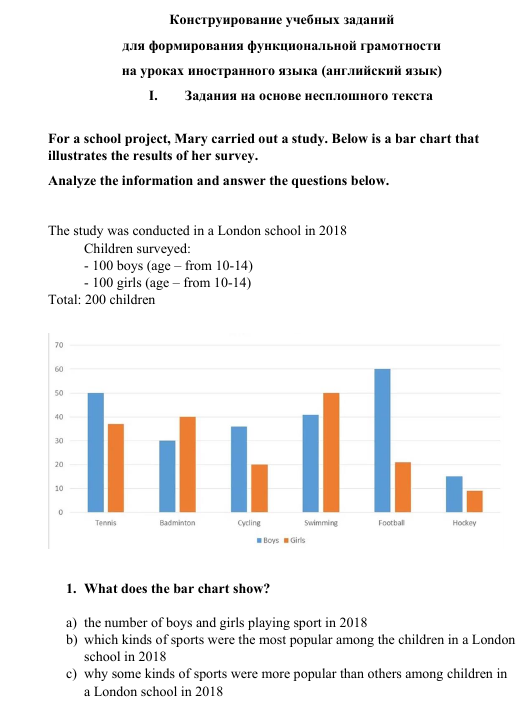 Конструирование учебных заданий
для формирования функциональной грамотности
на уроках иностранного языка (английский язык)
I. Задания на основе несплошного текста
For a school project, Mary carried out a study. Below is a bar chart that
illustrates the results of her survey.
Analyze the information and answer the questions below.
The study was conducted in a London school in 2018
Children surveyed:
- 100 boys (age – from 10-14)
- 100 girls (age – from 10-14)
Total: 200 children
70
60
50
40
30
20
10
0
Tennis Badminton Cycling Swimming Football Hockey
Boys Girls
1. What does the bar chart show?
a) the number of boys and girls playing sport in 2018
b) which kinds of sports were the most popular among the children in a London
school in 2018
c) why some kinds of sports were more popular than others among children in
a London school in 2018